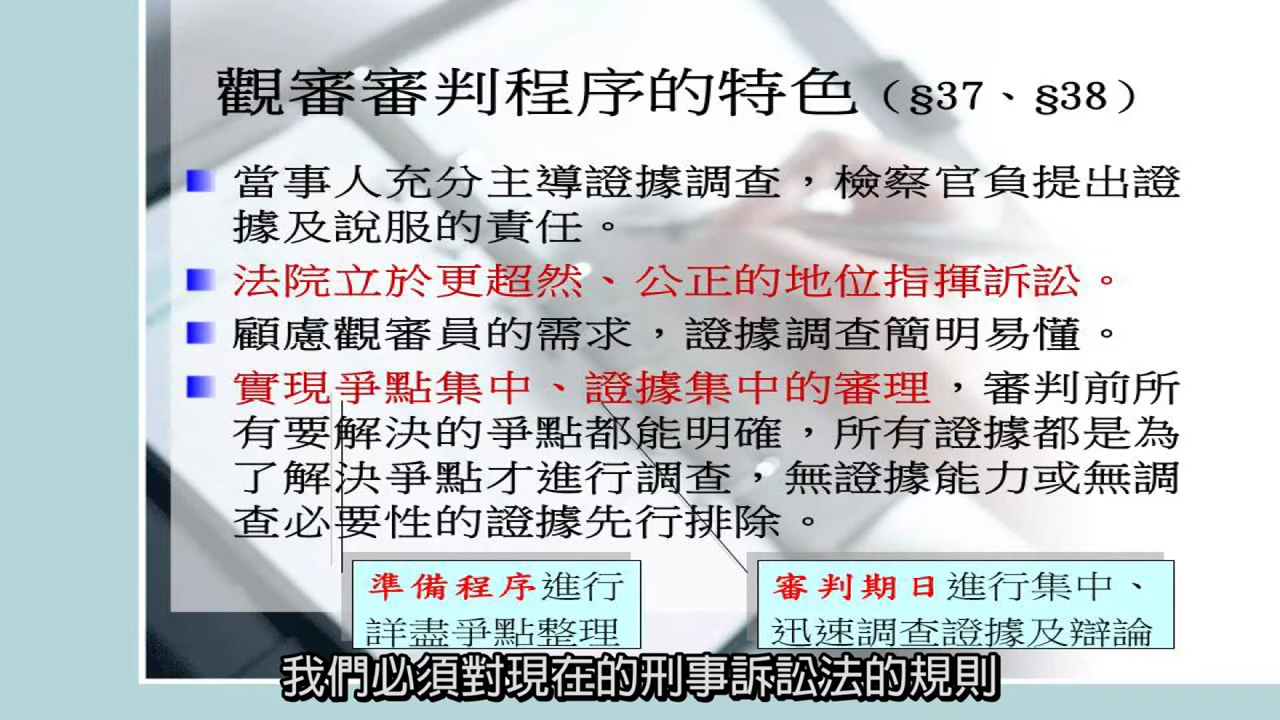 觀審審判程序的特色（§37、§38）
當事人充分主導證據調查，檢察官負提出證
據及說服的責任。
法院立於更超然、公正的地位指揮訴訟。
顧慮觀審員的需求，證據調查簡明易懂。
實現爭點集中、證據集中的審理，審判前所
有要解決的爭點都能明確，所有證據都是為
了解決爭點才進行調查，無證據能力或無調
查必要性的證據先行排除。
準備程序進行
詳盡爭點整理
審判期日進行集中、
迅速調查證據及辯論
我們必須對現在的刑事訴訟法的規則